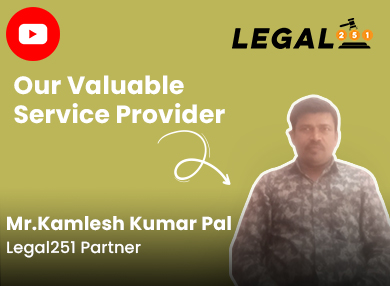 LEGAL 251
Our Valuable
Service Provider
Mr.Kamlesh Kumar Pal
Legal251 Partner